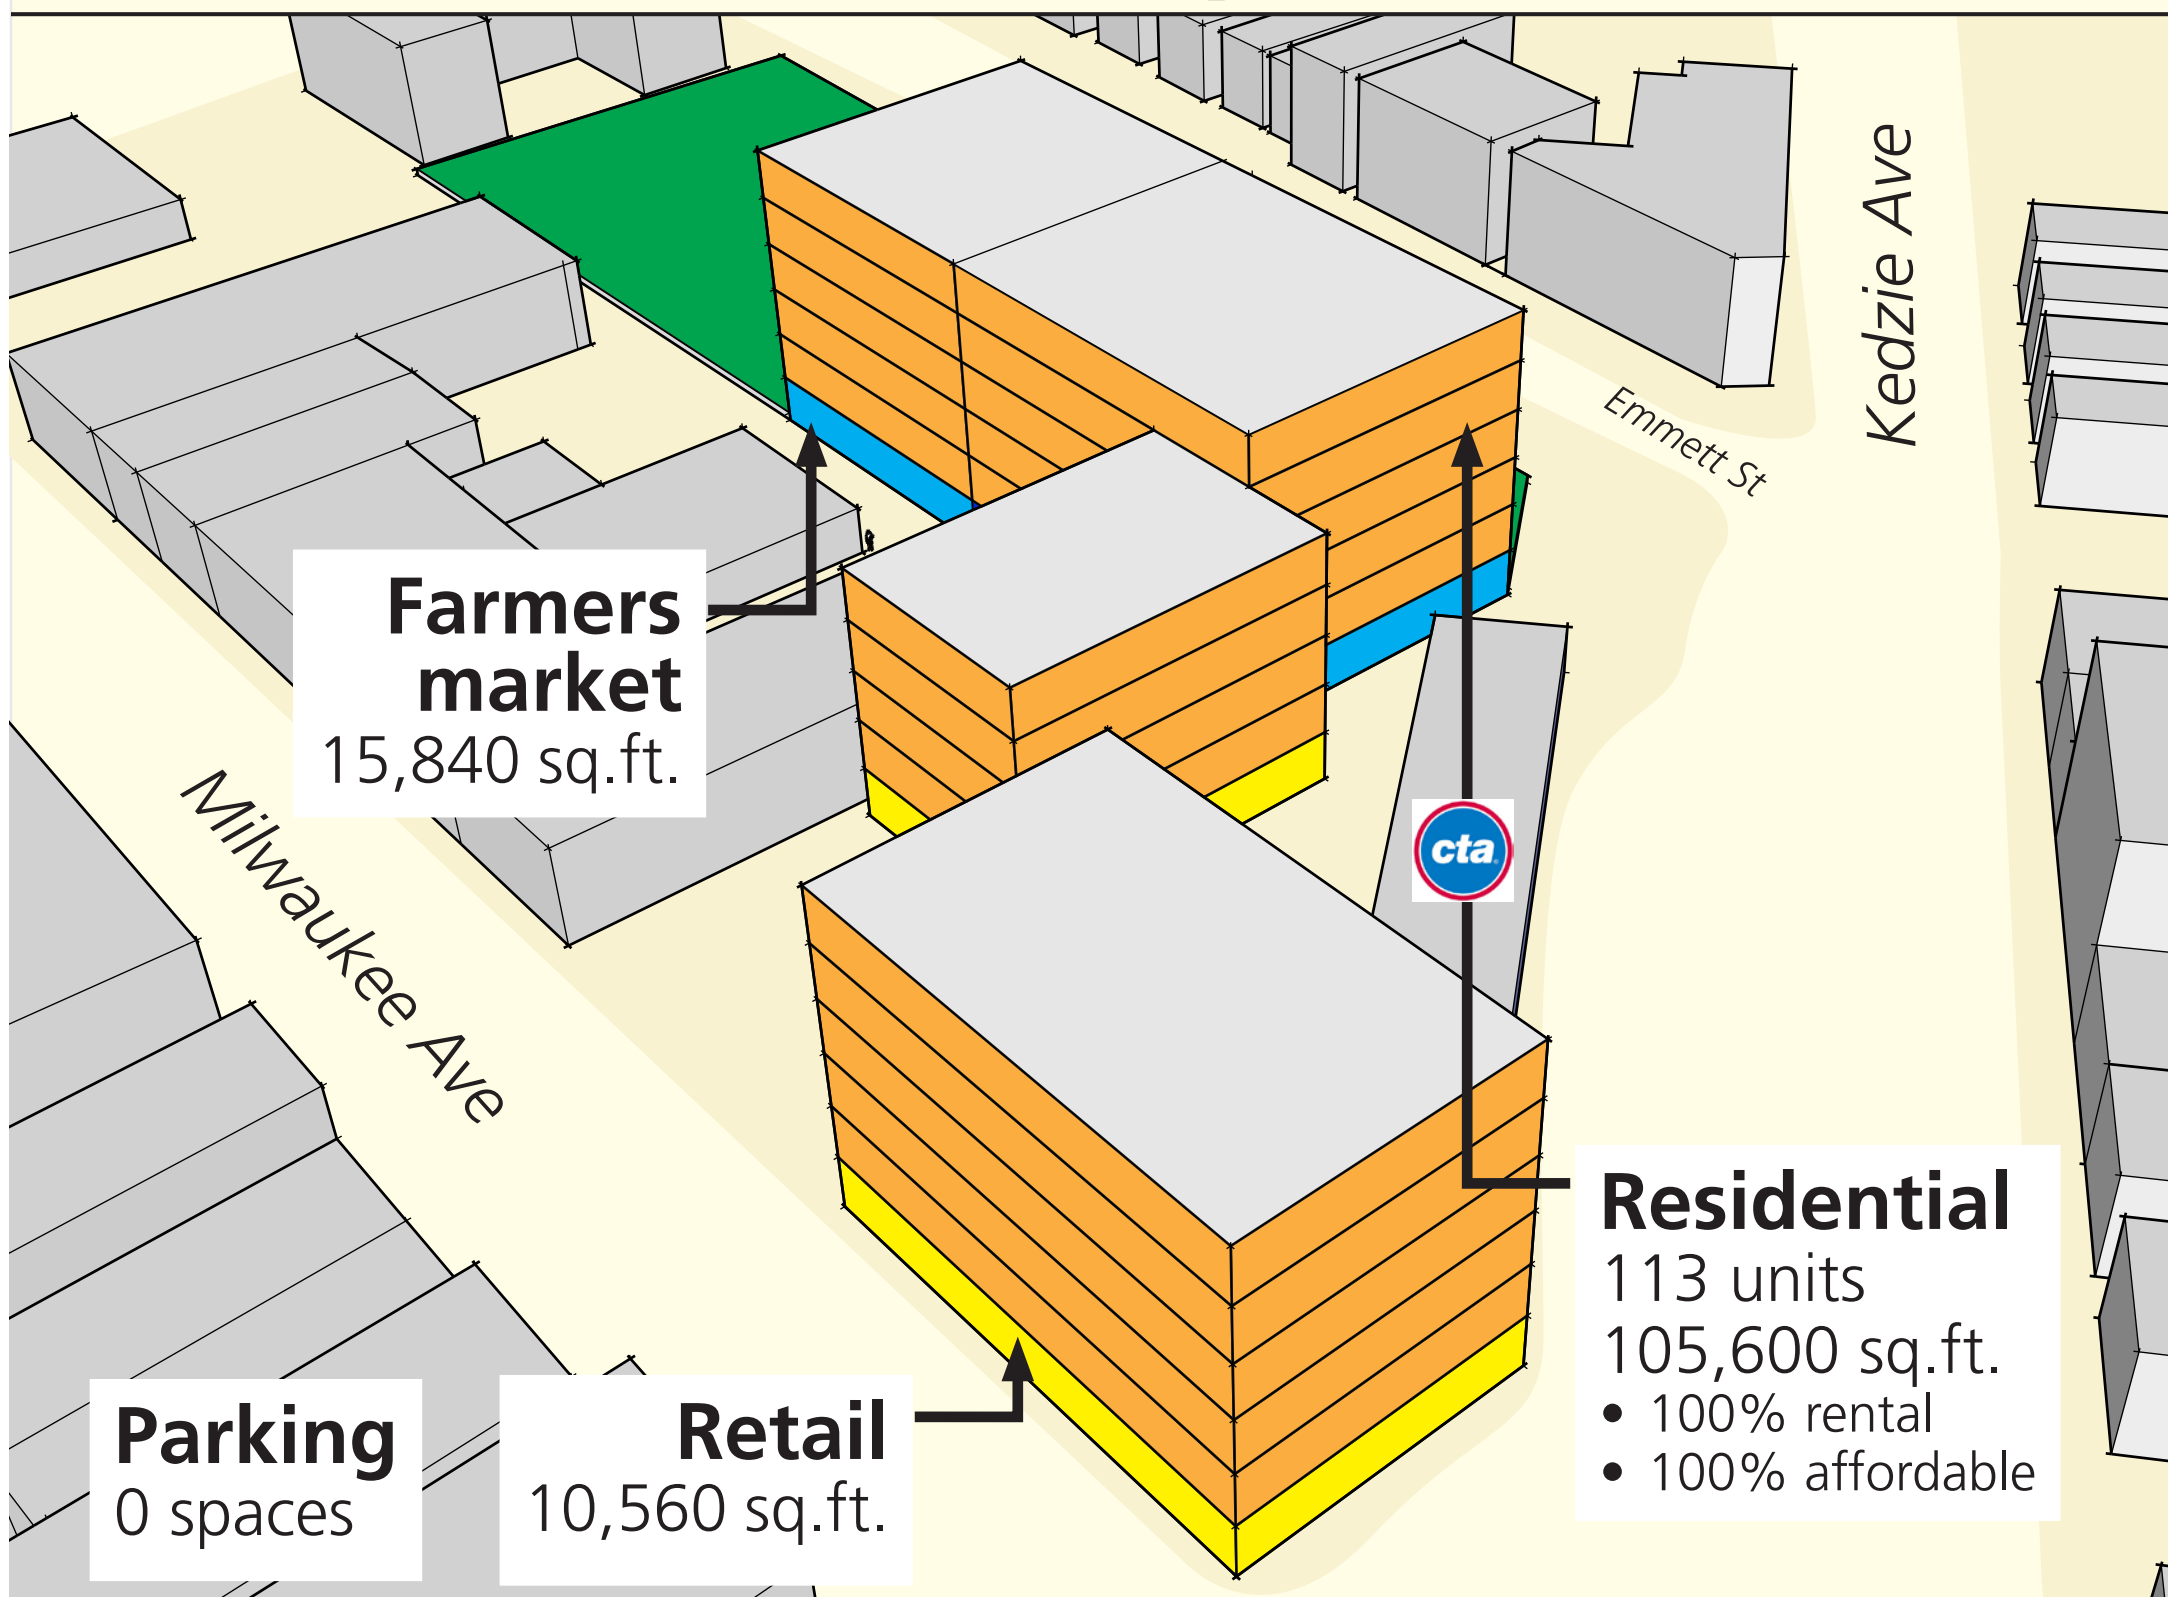 Kedzie Ave
Emmett St
Farmers
market
15,840 sq.ft.
Milwaukee Ave
cta
Residential
113 units
105,600 sq.ft.
• 100% rental
• 100% affordable
Parking
0 spaces
Retail
10,560 sq.ft.